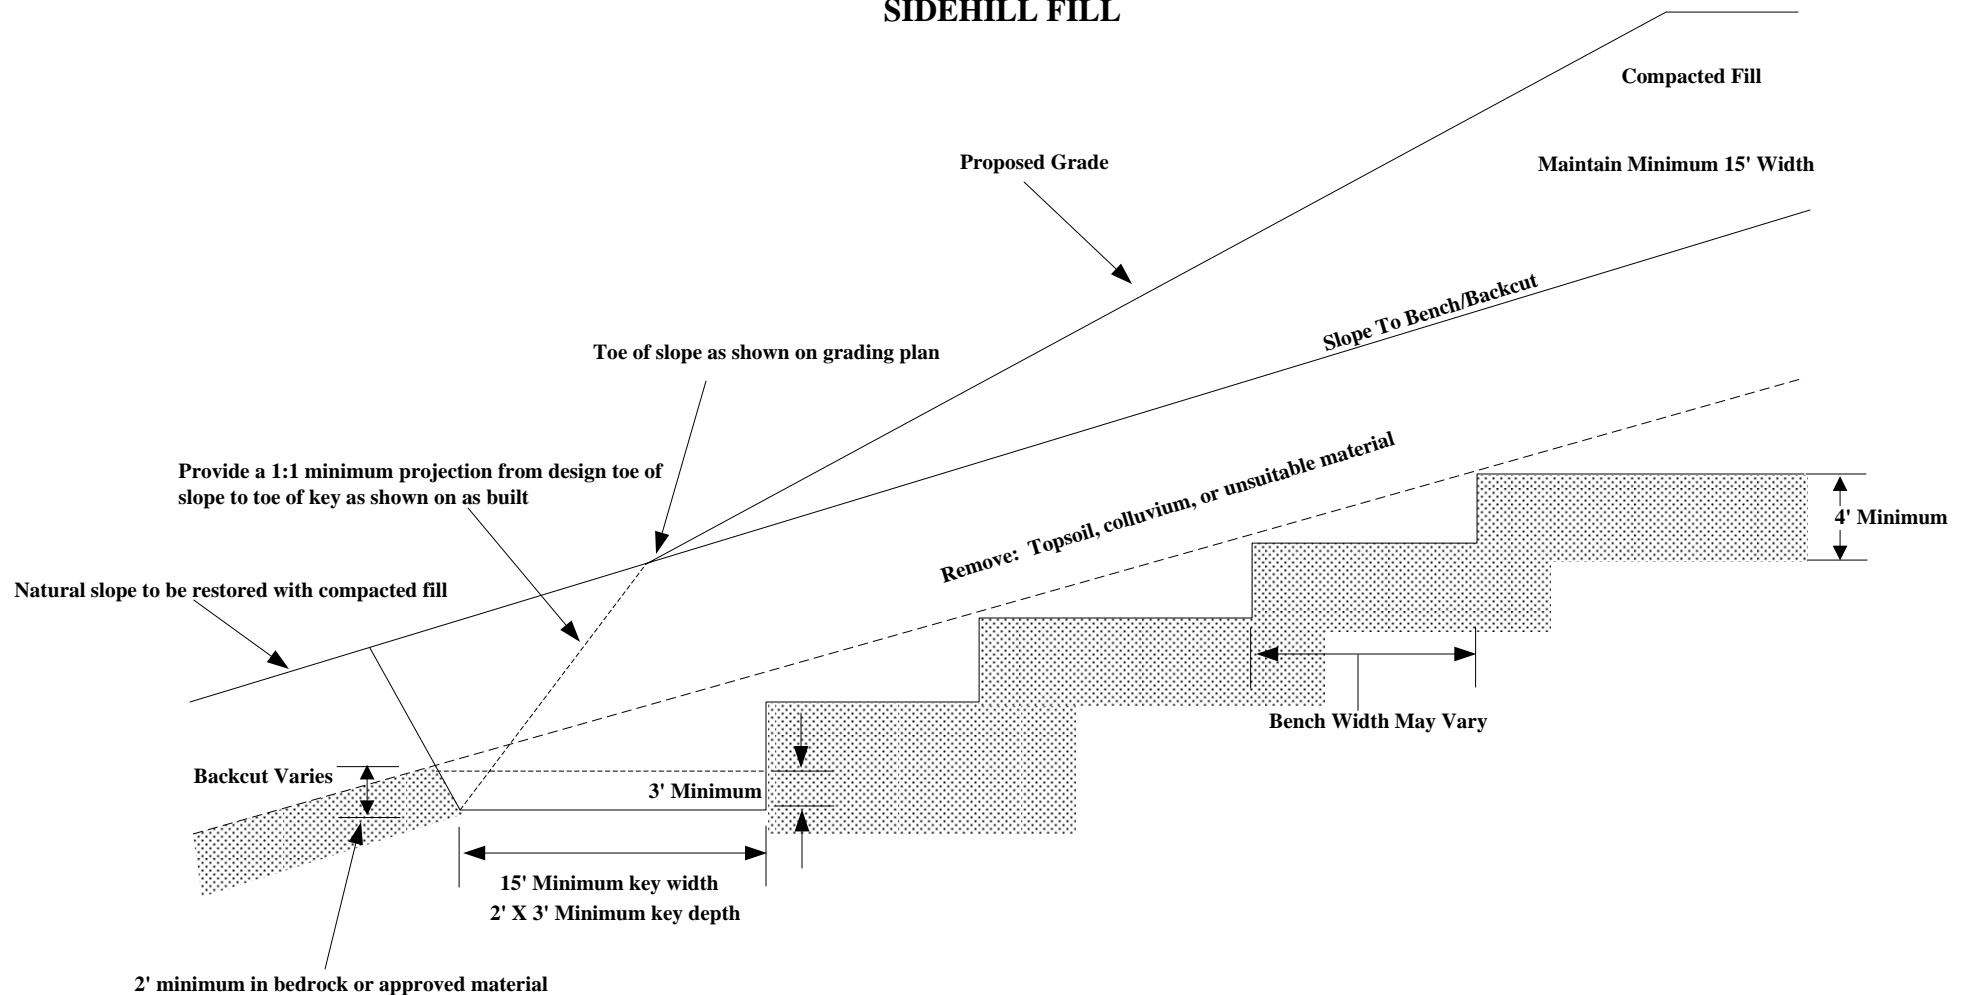 SIDEHILL FILL
Compacted Fill
Proposed Grade
Maintain Minimum 15' Width
Slope To Bench/Backcut
Toe of slope as shown on grading plan
Provide a 1:1 minimum projection from design toe of
slope to toe of key as shown on as built
Remove:  Topsoil, colluvium, or unsuitable material
4' Minimum
Natural slope to be restored with compacted fill
Bench Width May Vary
Backcut Varies
3' Minimum
15' Minimum key width
2' X 3' Minimum key depth
2' minimum in bedrock or approved material